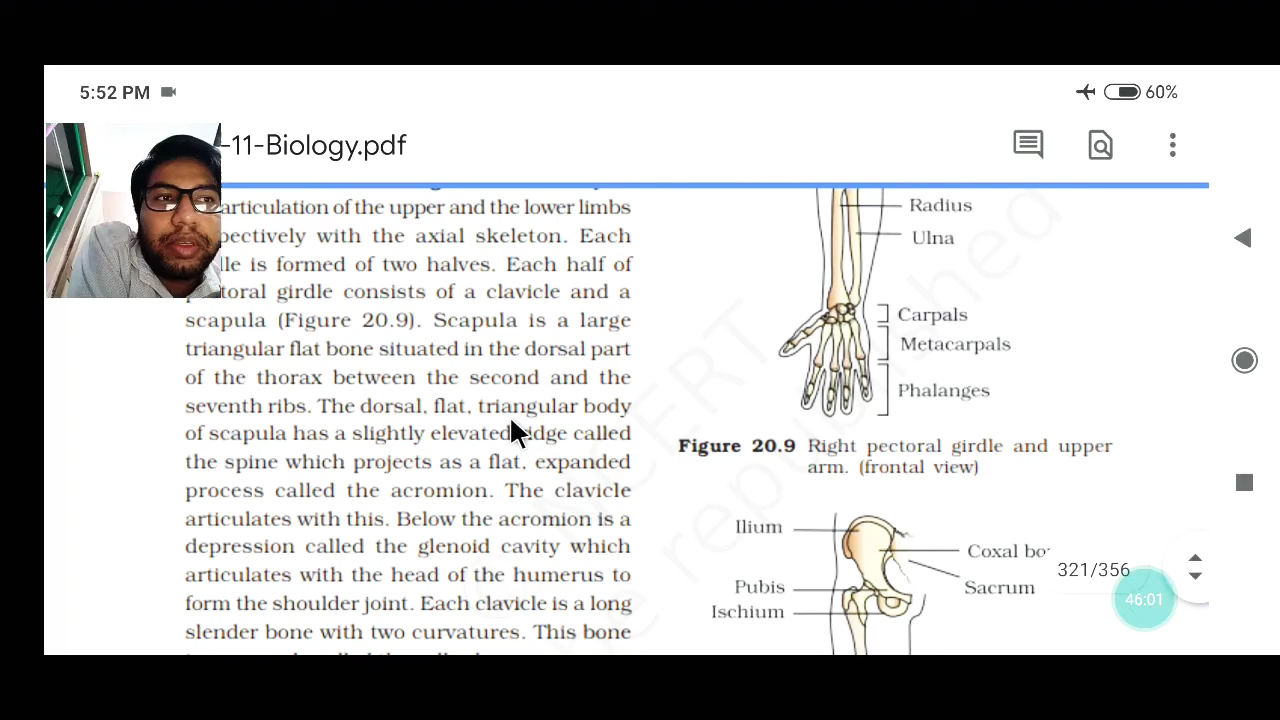 5:52 PM
60%
-11-Biology.pdf
articulation of the upper and the lower limbs
pectively with the axial skeleton. Each
le is formed of two halves. Each half of
toral girdle consists of a clavicle and a
scapula (Figure 20.9). Scapula is a large
triangular flat bone situated in the dorsal part
of the thorax between the second and the
seventh ribs. The dorsal, flat, triangular body
of scapula has a slightly elevated idge called
the spine which projects as a flat, expanded
process called the acromion. The clavicle
articulates with this. Below the acromion is a
depression called the glenoid cavity which
articulates with the head of the humerus to
form the shoulder joint. Each clavicle is a long
slender bone with two curvatures. This bone
Radius
Ulna
Carpals
Metacarpals
Phalanges
Figure 20.9 Right pectoral girdle and upper
arm. (frontal view)
Ilium
Coxal bo
Pubis
Sacrum
Ischium
321/356
46:01
© NCERT
be republished